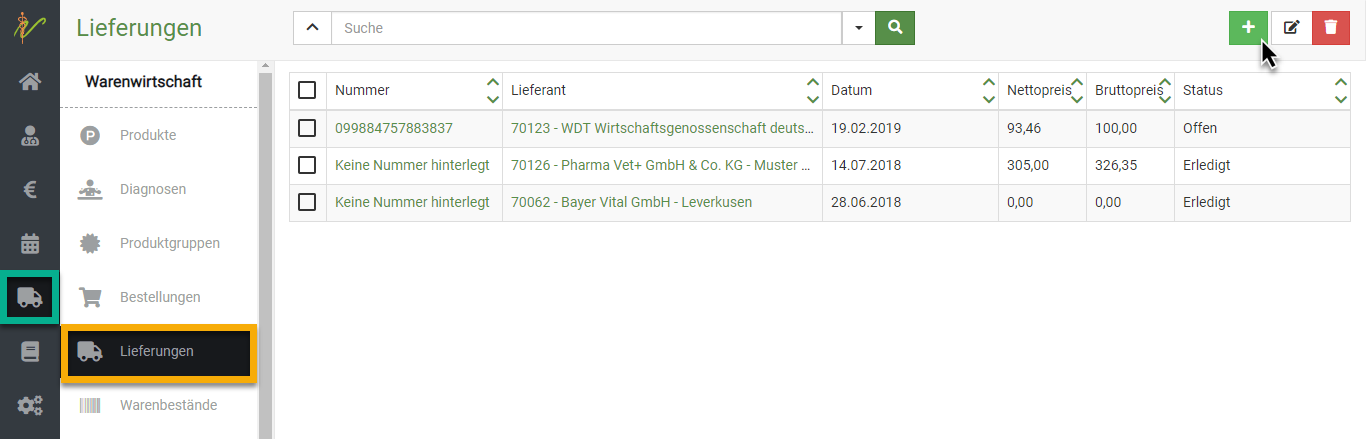 Lieferungen
Suche
Warenwirtschaft
Produkte
Diagnosen
Produktgruppen
Bestellungen
Lieferungen
Warenbestände
Nummer Lieferant Datum Nettopreis Bruttopreis Status
099884757883837 70123 - WDT Wirtschaftsgenossenschaft deuts... 19.02.2019 93,46 100,00 Offen
Keine Nummer hinterlegt 70126 - Pharma Vet+ GmbH & Co. KG - Muster ... 14.07.2018 305,00 326,35 Erledigt
Keine Nummer hinterlegt 70062 - Bayer Vital GmbH - Leverkusen 28.06.2018 0,00 0,00 Erledigt